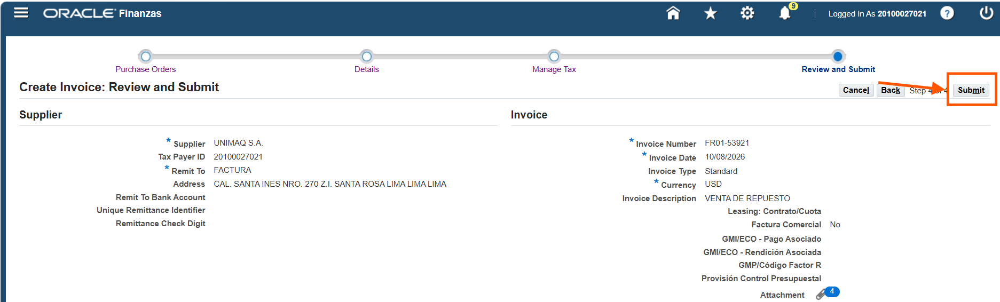 ORACLE Finanzas
9
Logged In As 20100027021
?
Purchase Orders
Details
Manage Tax
Review and Submit
Create Invoice: Review and Submit
Cancel Back Step 4 of 4 Submit
Supplier
* Supplier UNIMAQ S.A.
Tax Payer ID 20100027021
* Remit To FACTURA
Address CAL. SANTA INES NRO. 270 Z.I. SANTA ROSA LIMA LIMA LIMA
Remit To Bank Account
Unique Remittance Identifier
Remittance Check Digit
Invoice
* Invoice Number FR01-53921
* Invoice Date 10/08/2026
Invoice Type Standard
* Currency USD
Invoice Description VENTA DE REPUESTO
Leasing: Contrato/Cuota
Factura Comercial No
GMI/ECO - Pago Asociado
GMI/ECO - Rendición Asociada
GMP/Código Factor R
Provisión Control Presupuestal
Attachment 4